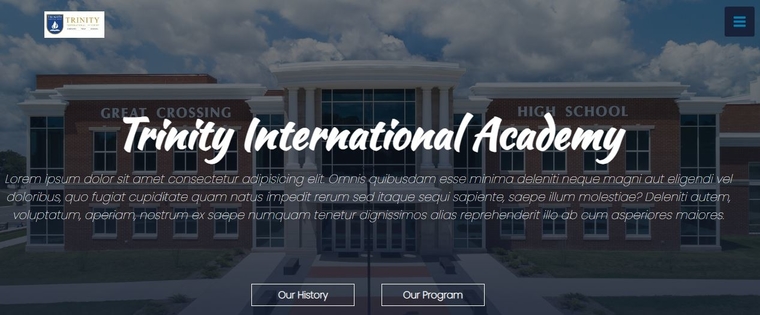 TRINITY
GREAT CROSSING HIGH SCHOOL
Trinity International Academy
Lorem ipsum dolor sit amet consectetur adipisicing elit. Omnis quibusdam esse minima deleniti neque magni aut eligendi vel
doloribus, quo fugiat cupiditate quam natus impedit rerum sed itaque sequi sapiente, saepe illum molestiae? Deleniti autem,
voluptatum, aperiam, nostrum ex saepe numquam tenetur dignissimos alias reprehenderit illo ab cum asperiores maiores.
Our History
Our Program